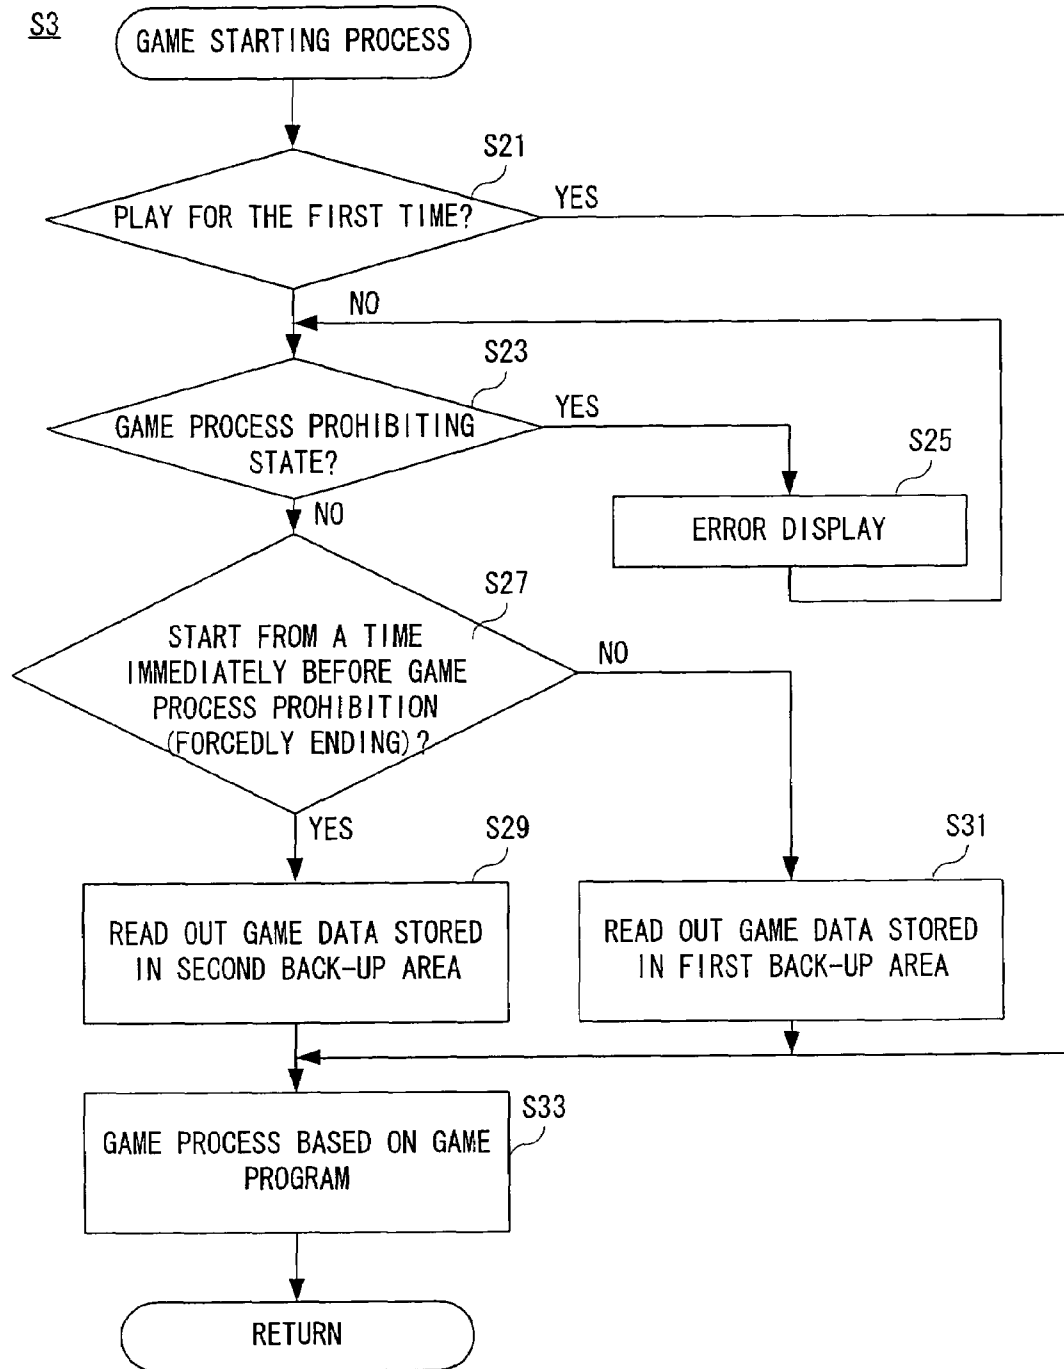 S3
GAME STARTING PROCESS
S21
PLAY FOR THE FIRST TIME?
YES
NO
S23
GAME PROCESS PROHIBITING
STATE?
YES
S25
ERROR DISPLAY
NO
S27
START FROM A TIME
IMMEDIATELY BEFORE GAME
PROCESS PROHIBITION
(FORCEDLY ENDING)?
NO
YES
S29
READ OUT GAME DATA STORED
IN SECOND BACK-UP AREA
S31
READ OUT GAME DATA STORED
IN FIRST BACK-UP AREA
S33
GAME PROCESS BASED ON GAME
PROGRAM
RETURN